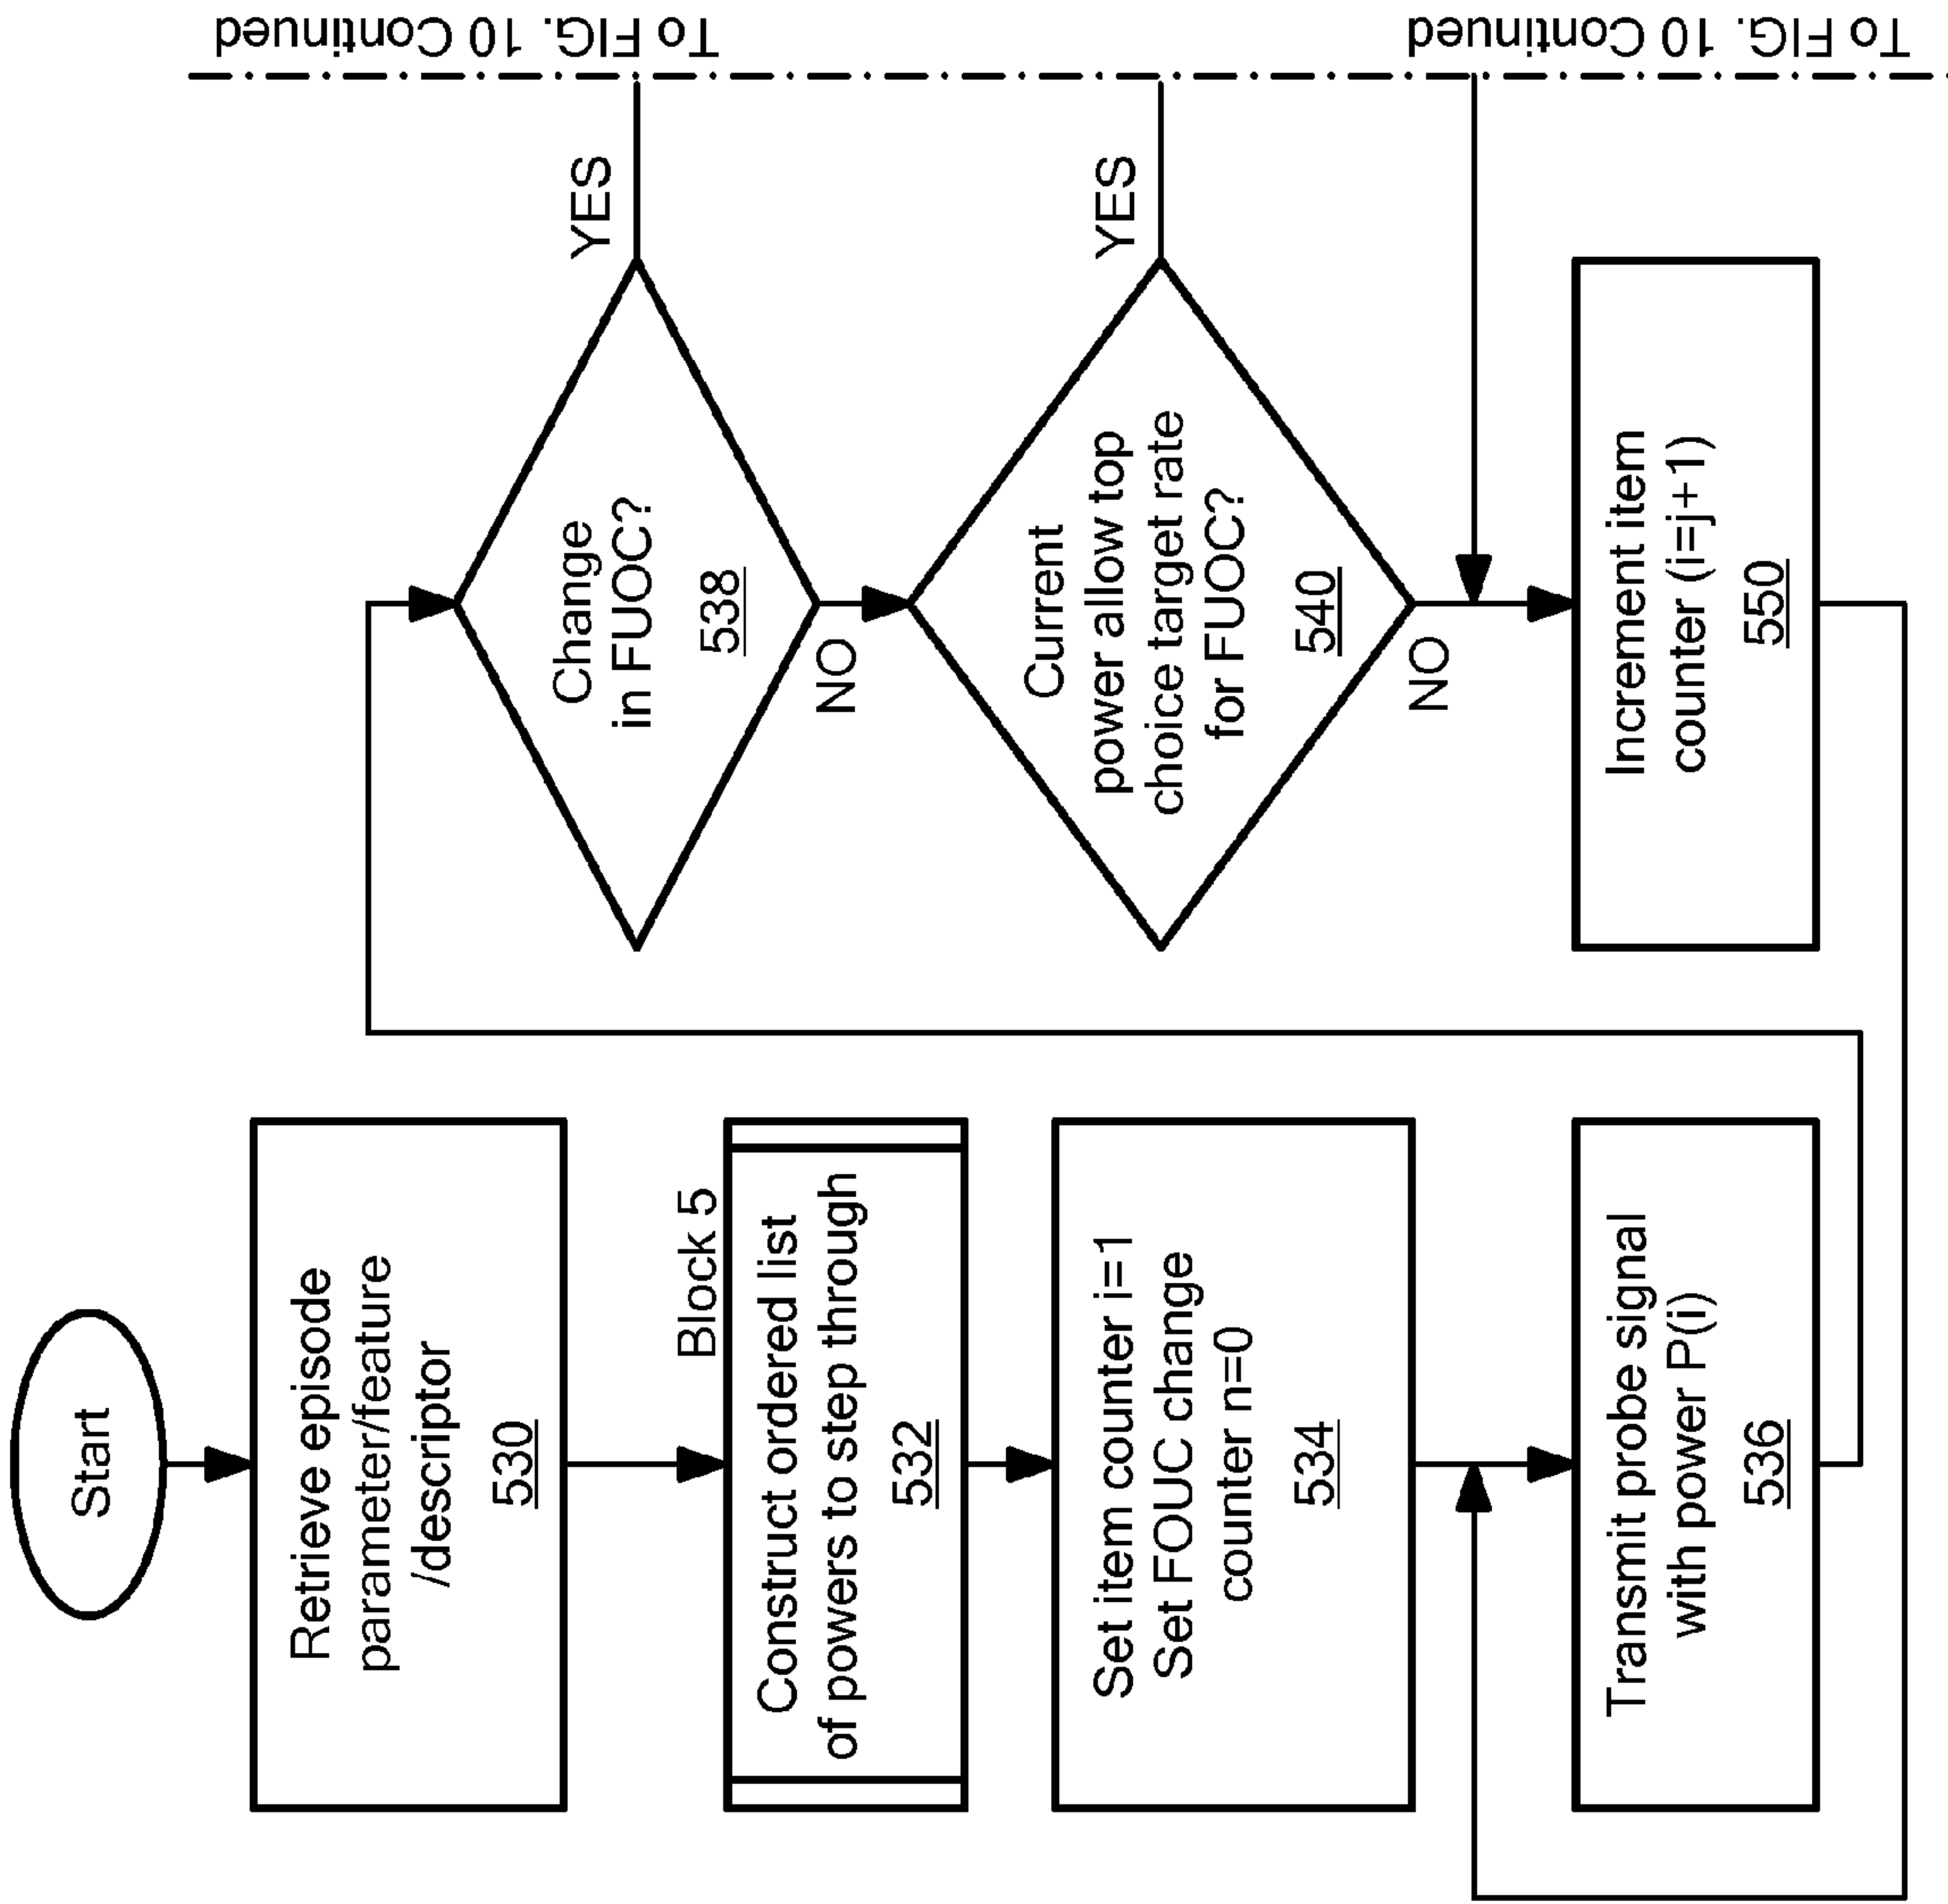 Start
Retrieve episode
parameter/feature
/descriptor
530
Block 5
Construct ordered list
of powers to step through
532
Set item counter i=1
Set FOUC change
counter n=0
534
Transmit probe signal
with power P(i)
536
Change
in FUOC?
538
YES
NO
Current
power allow top
choice target rate
for FUOC?
540
YES
NO
Increment item
counter (i=j+1)
550
To FIG. 10 Continued
To FIG. 10 Continued